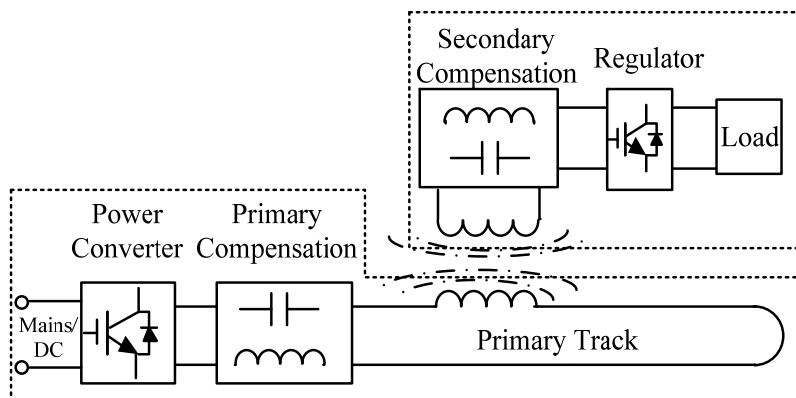 Secondary
Compensation
Regulator
Load
Power
Converter
Primary
Compensation
Mains/
DC
Primary Track